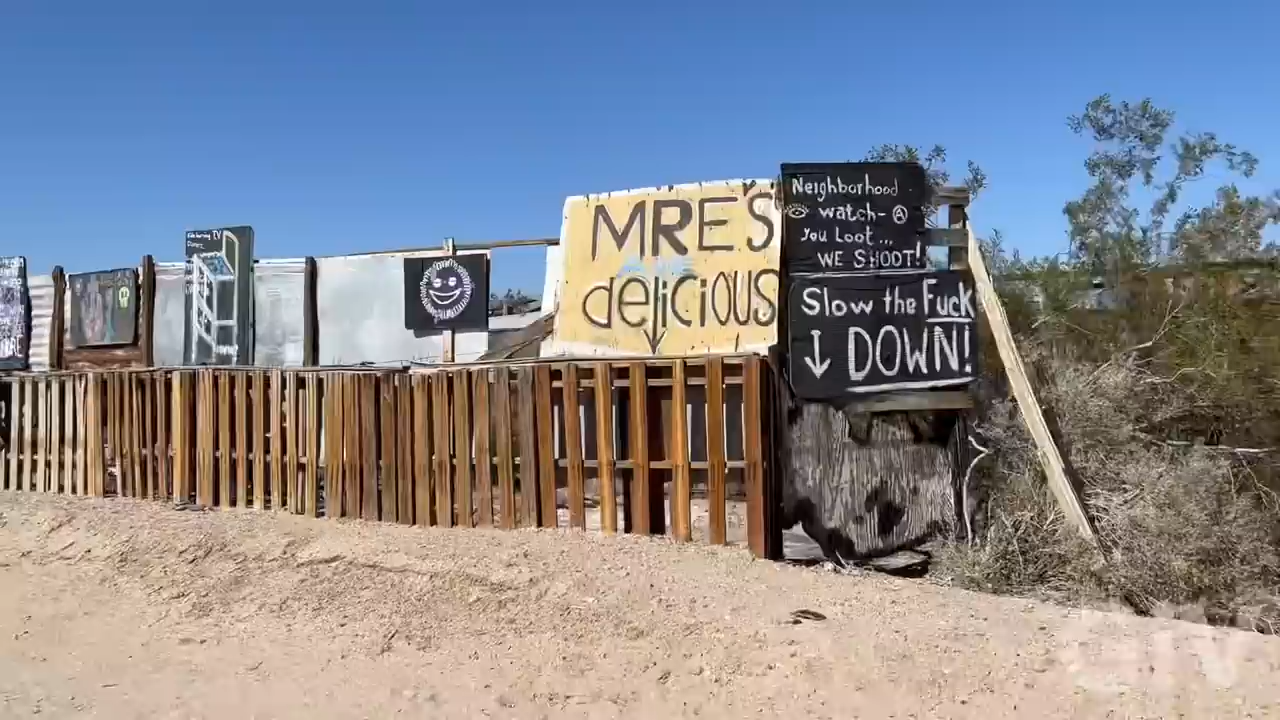 MRE'S
delicious
Neighborhood
watch- Ⓐ
You Loot...
WE SHOOT!
Slow the Fuck
DOWN!